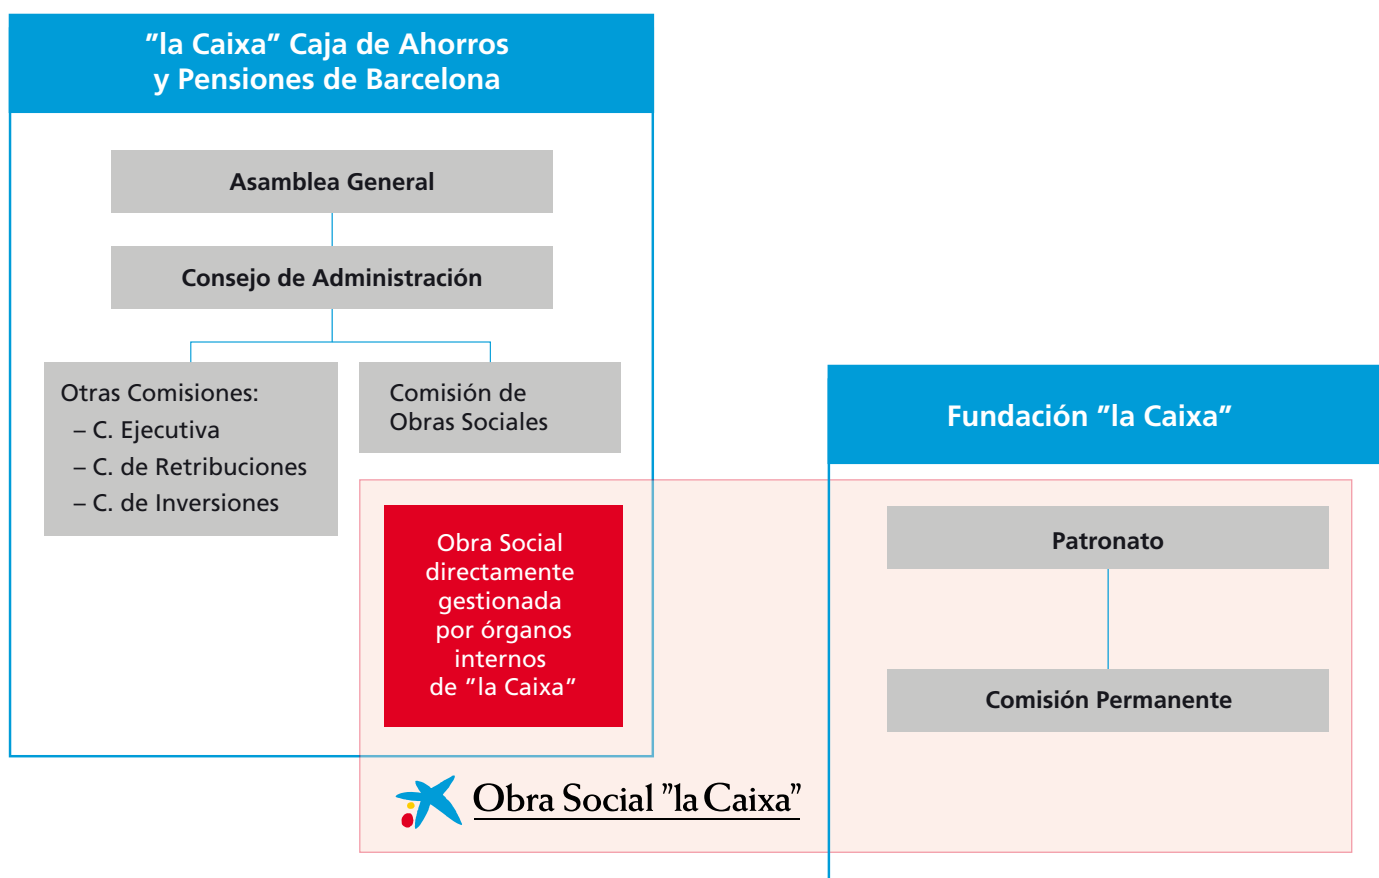 ”la Caixa” Caja de Ahorros
y Pensiones de Barcelona
Asamblea General
Consejo de Administración
Otras Comisiones:
– C. Ejecutiva
– C. de Retribuciones
– C. de Inversiones
Comisión de
Obras Sociales
Obra Social
directamente
gestionada
por órganos
internos
de ”la Caixa”
Fundación ”la Caixa”
Patronato
Comisión Permanente
Obra Social ”la Caixa”